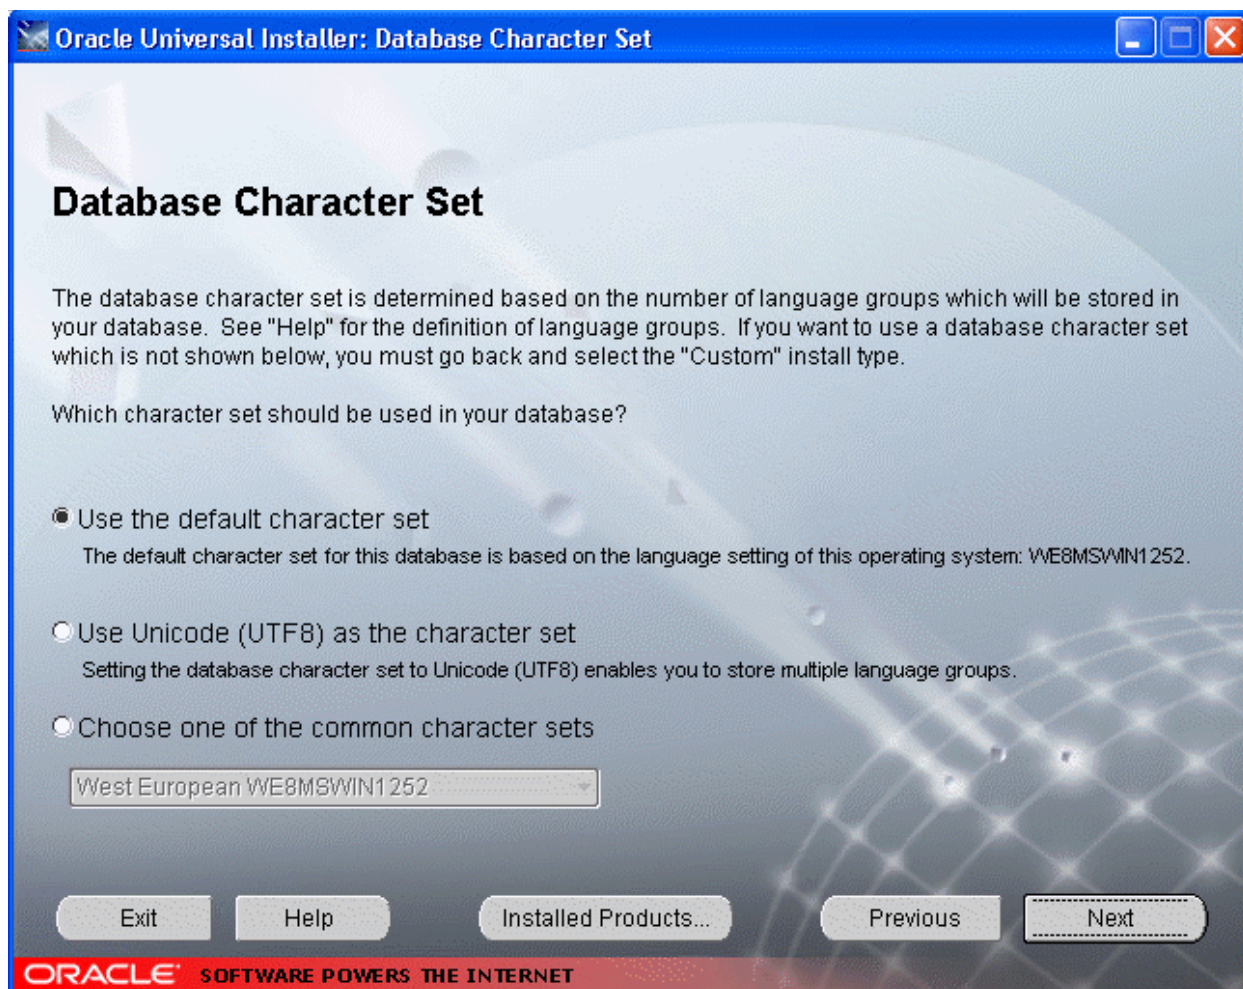 Oracle Universal Installer: Database Character Set
Database Character Set
The database character set is determined based on the number of language groups which will be stored in
your database. See "Help" for the definition of language groups. If you want to use a database character set
which is not shown below, you must go back and select the "Custom" install type.
Which character set should be used in your database?
Use the default character set
The default character set for this database is based on the language setting of this operating system: WE8MSWIN1252.
Use Unicode (UTF8) as the character set
Setting the database character set to Unicode (UTF8) enables you to store multiple language groups.
Choose one of the common character sets
West European WE8MSWIN1252
Exit Help Installed Products... Previous Next
ORACLE SOFTWARE POWERS THE INTERNET